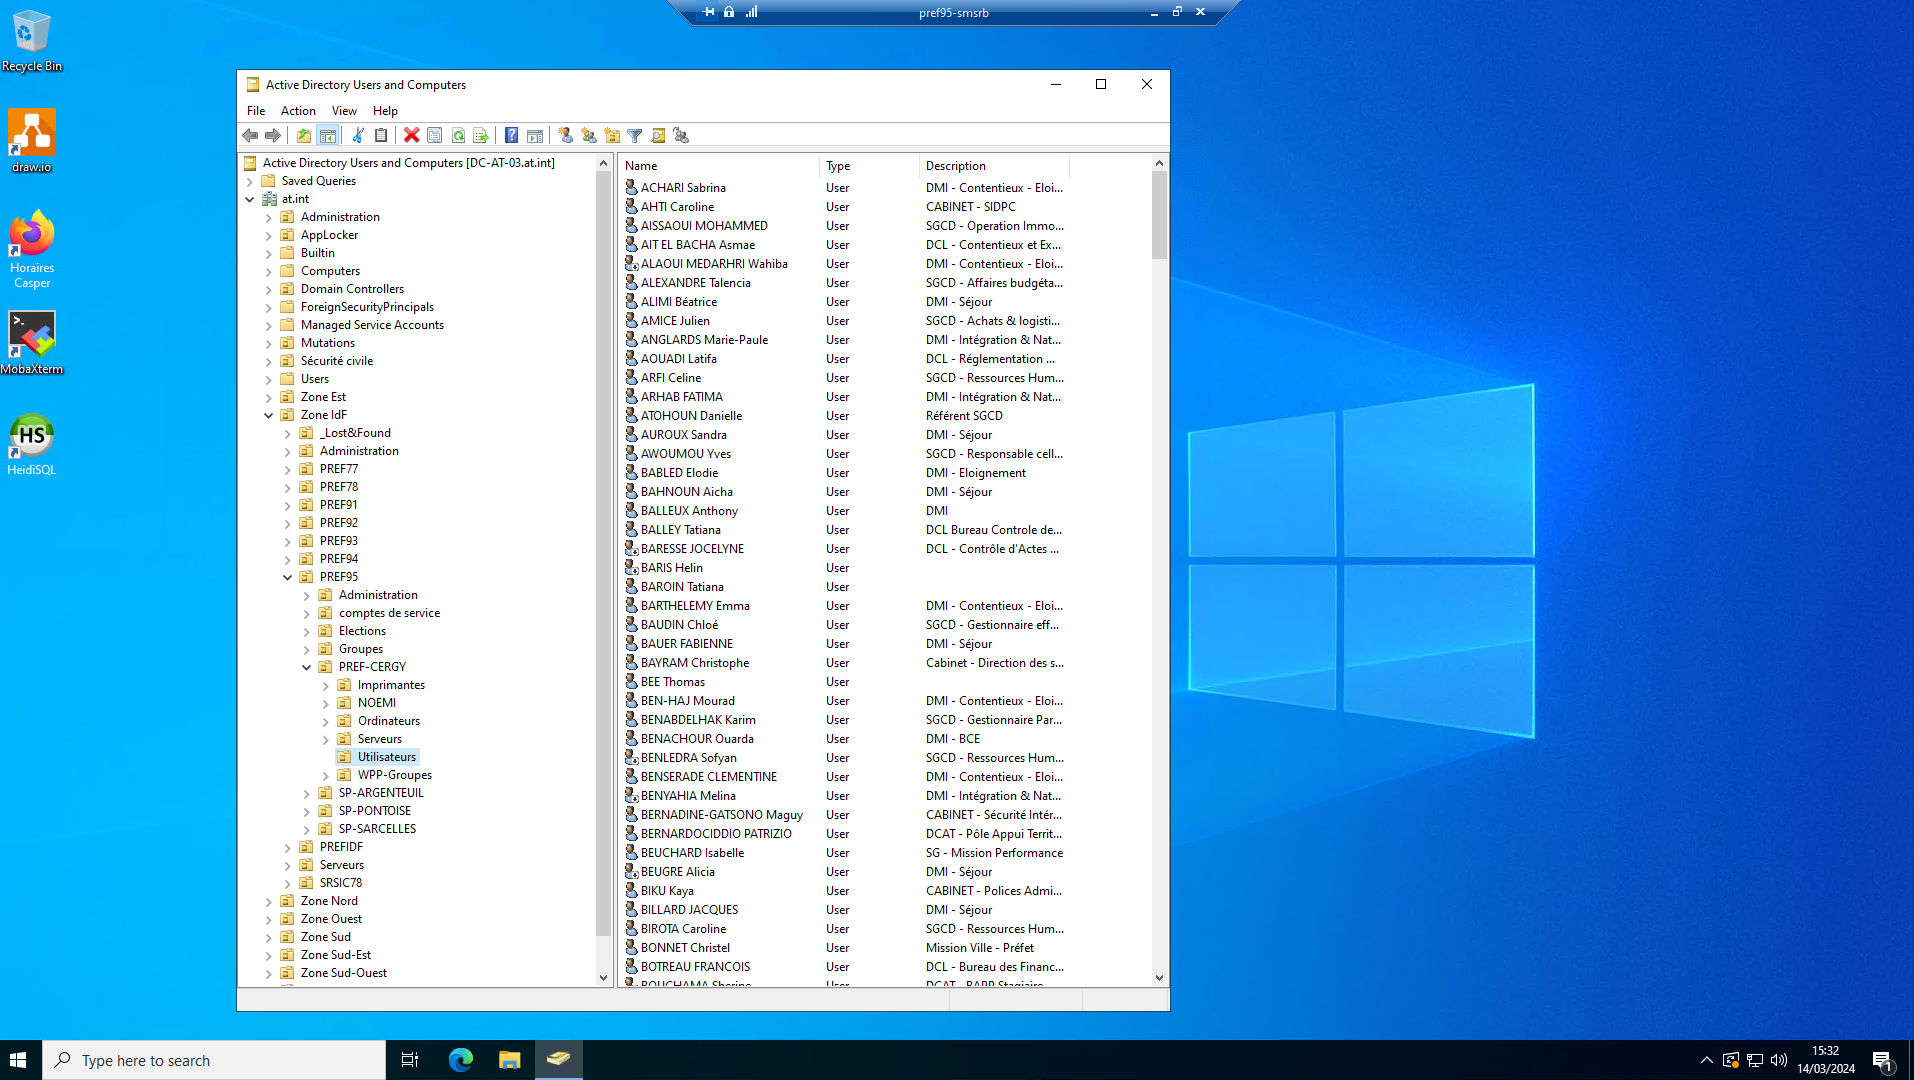 pref95-smsrb
Recycle Bin
draw.io
Horaires
Casper
MobaXterm
HeidiSQL
Active Directory Users and Computers
File Action View Help
Active Directory Users and Computers [DC-AT-03.at.int]
Saved Queries
at.int
Administration
AppLocker
Builtin
Computers
Domain Controllers
ForeignSecurityPrincipals
Managed Service Accounts
Mutations
Sécurité civile
Users
Zone Est
Zone IdF
_Lost&Found
Administration
PREF77
PREF78
PREF91
PREF92
PREF93
PREF94
PREF95
Administration
comptes de service
Elections
Groupes
PREF-CERGY
Imprimantes
NOEMI
Ordinateurs
Serveurs
Utilisateurs
WPP-Groupes
SP-ARGENTEUIL
SP-PONTOISE
SP-SARCELLES
PREFIDF
Serveurs
SRSIC78
Zone Nord
Zone Ouest
Zone Sud
Zone Sud-Est
Zone Sud-Ouest
Name Type Description
ACHARI Sabrina User DMI - Contentieux - Eloi...
AHTI Caroline User CABINET - SIDPC
AISSAOUI MOHAMMED User SGCD - Operation Immo...
AIT EL BACHA Asmae User DCL - Contentieux et Ex...
ALAOUI MEDARHRI Wahiba User DMI - Contentieux - Eloi...
ALEXANDRE Talencia User SGCD - Affaires budgéta...
ALIMI Béatrice User DMI - Séjour
AMICE Julien User SGCD - Achats & logisti...
ANGLARDS Marie-Paule User DMI - Intégration & Nat...
AOUADI Latifa User DCL - Réglementation ...
ARFI Celine User SGCD - Ressources Hum...
ARHAB FATIMA User DMI - Intégration & Nat...
ATOHOUN Danielle User Référent SGCD
AUROUX Sandra User DMI - Séjour
AWOUMOU Yves User SGCD - Responsable cell...
BABLED Elodie User DMI - Eloignement
BAHNOUN Aicha User DMI - Séjour
BALLEUX Anthony User DMI
BALLEY Tatiana User DCL Bureau Controle de...
BARESSE JOCELYNE User DCL - Contrôle d'Actes ...
BARIS Helin User
BAROIN Tatiana User
BARTHELEMY Emma User DMI - Contentieux - Eloi...
BAUDIN Chloé User SGCD - Gestionnaire eff...
BAUER FABIENNE User DMI - Séjour
BAYRAM Christophe User Cabinet - Direction des s...
BEE Thomas User
BEN-HAJ Mourad User DMI - Contentieux - Eloi...
BENABDELHAK Karim User SGCD - Gestionnaire Par...
BENACHOUR Ouarda User DMI - BCE
BENLEDRA Sofyan User SGCD - Ressources Hum...
BENSERADE CLEMENTINE User DMI - Contentieux - Eloi...
BENYAHIA Melina User DMI - Intégration & Nat...
BERNADINE-GATSONO Maguy User CABINET - Sécurité Intér...
BERNARDOCIDDIO PATRIZIO User DCAT - Pôle Appui Territ...
BEUCHARD Isabelle User SG - Mission Performance
BEUGRE Alicia User DMI - Séjour
BIKU Kaya User CABINET - Polices Admi...
BILLARD JACQUES User DMI - Séjour
BIROTA Caroline User SGCD - Ressources Hum...
BONNET Christel User Mission Ville - Préfet
BOTREAU FRANCOIS User DCL - Bureau des Financ...
BOUCHAMA Sherine User DCAT - BAPP Stagiaire
Type here to search
15:32
14/03/2024
1